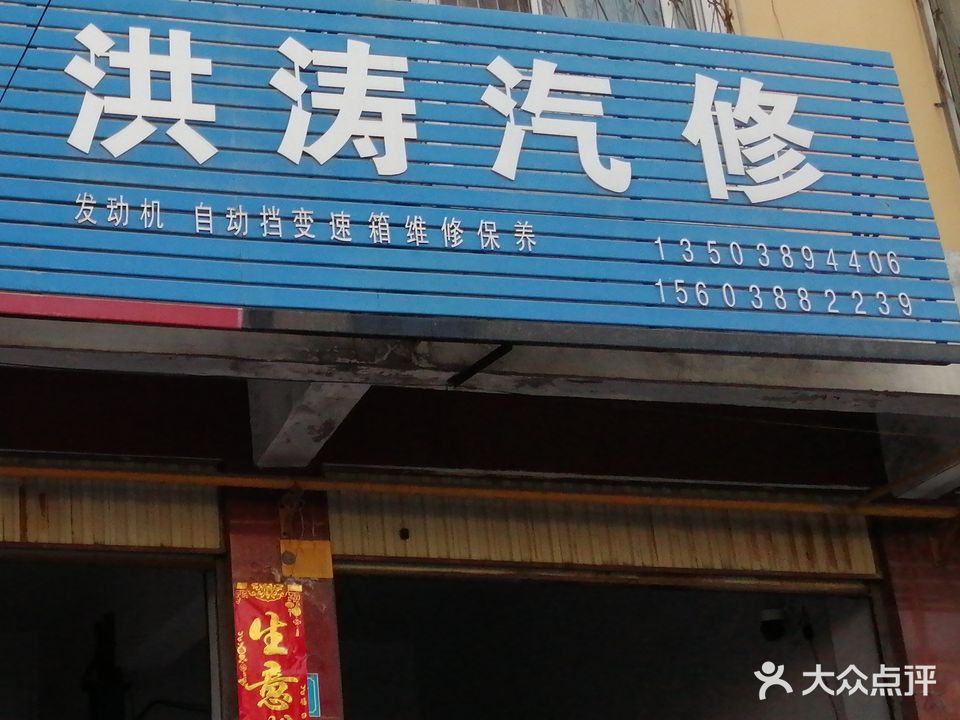 洪涛汽修
发动机 自动挡变速箱维修保养
13503894406
15603882239
生意
大众点评